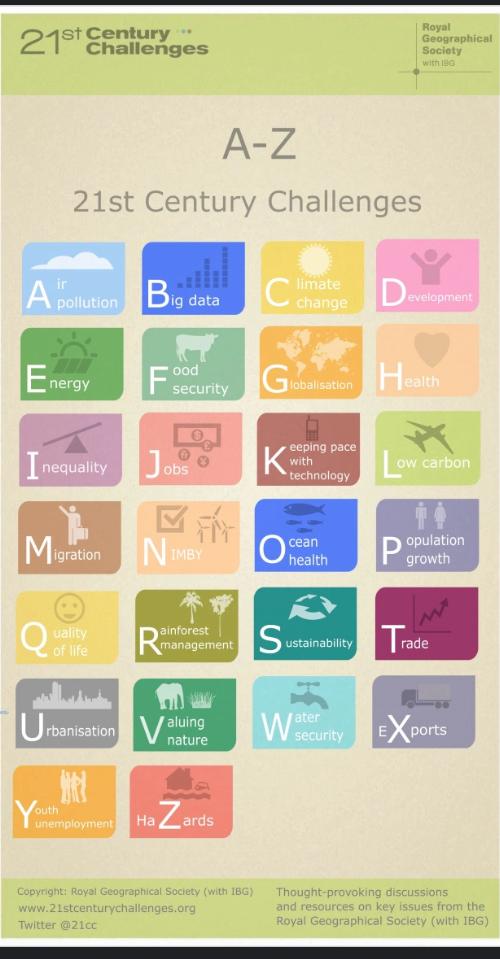 21st Century
Challenges
Royal
Geographical
Society
with IBG
A-Z
21st Century Challenges
Air
pollution
Big data
Climate
change
Development
Energy
Food
security
Globalisation
Health
Inequality
Jobs
Keeping pace
with
technology
Low carbon
Migration
NIMBY
Ocean
health
Population
growth
Quality
of life
Rainforest
management
Sustainability
Trade
Urbanisation
Valuing
nature
Water
security
EXports
Youth
unemployment
HaZards
Copyright: Royal Geographical Society (with IBG)
www.21stcenturychallenges.org
Twitter @21cc
Thought-provoking discussions
and resources on key issues from the
Royal Geographical Society (with IBG)